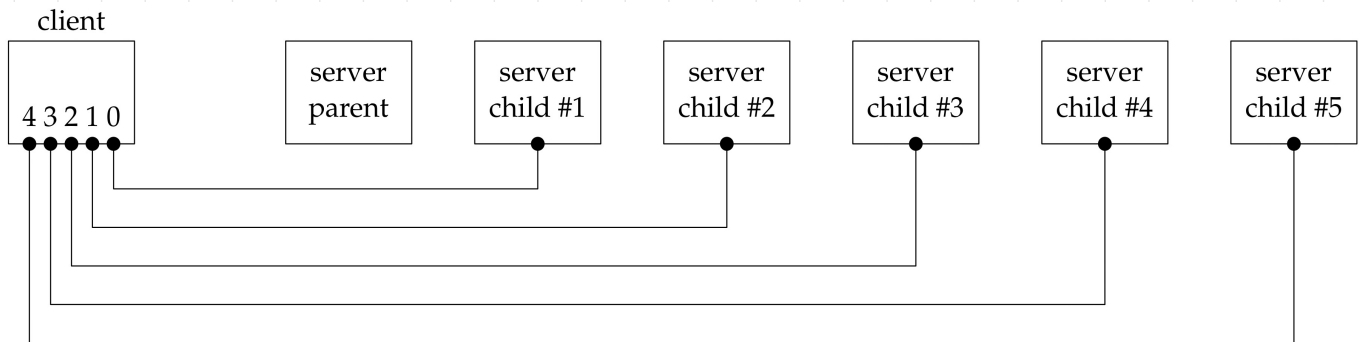 client
4 3 2 1 0
server
parent
server
child #1
server
child #2
server
child #3
server
child #4
server
child #5